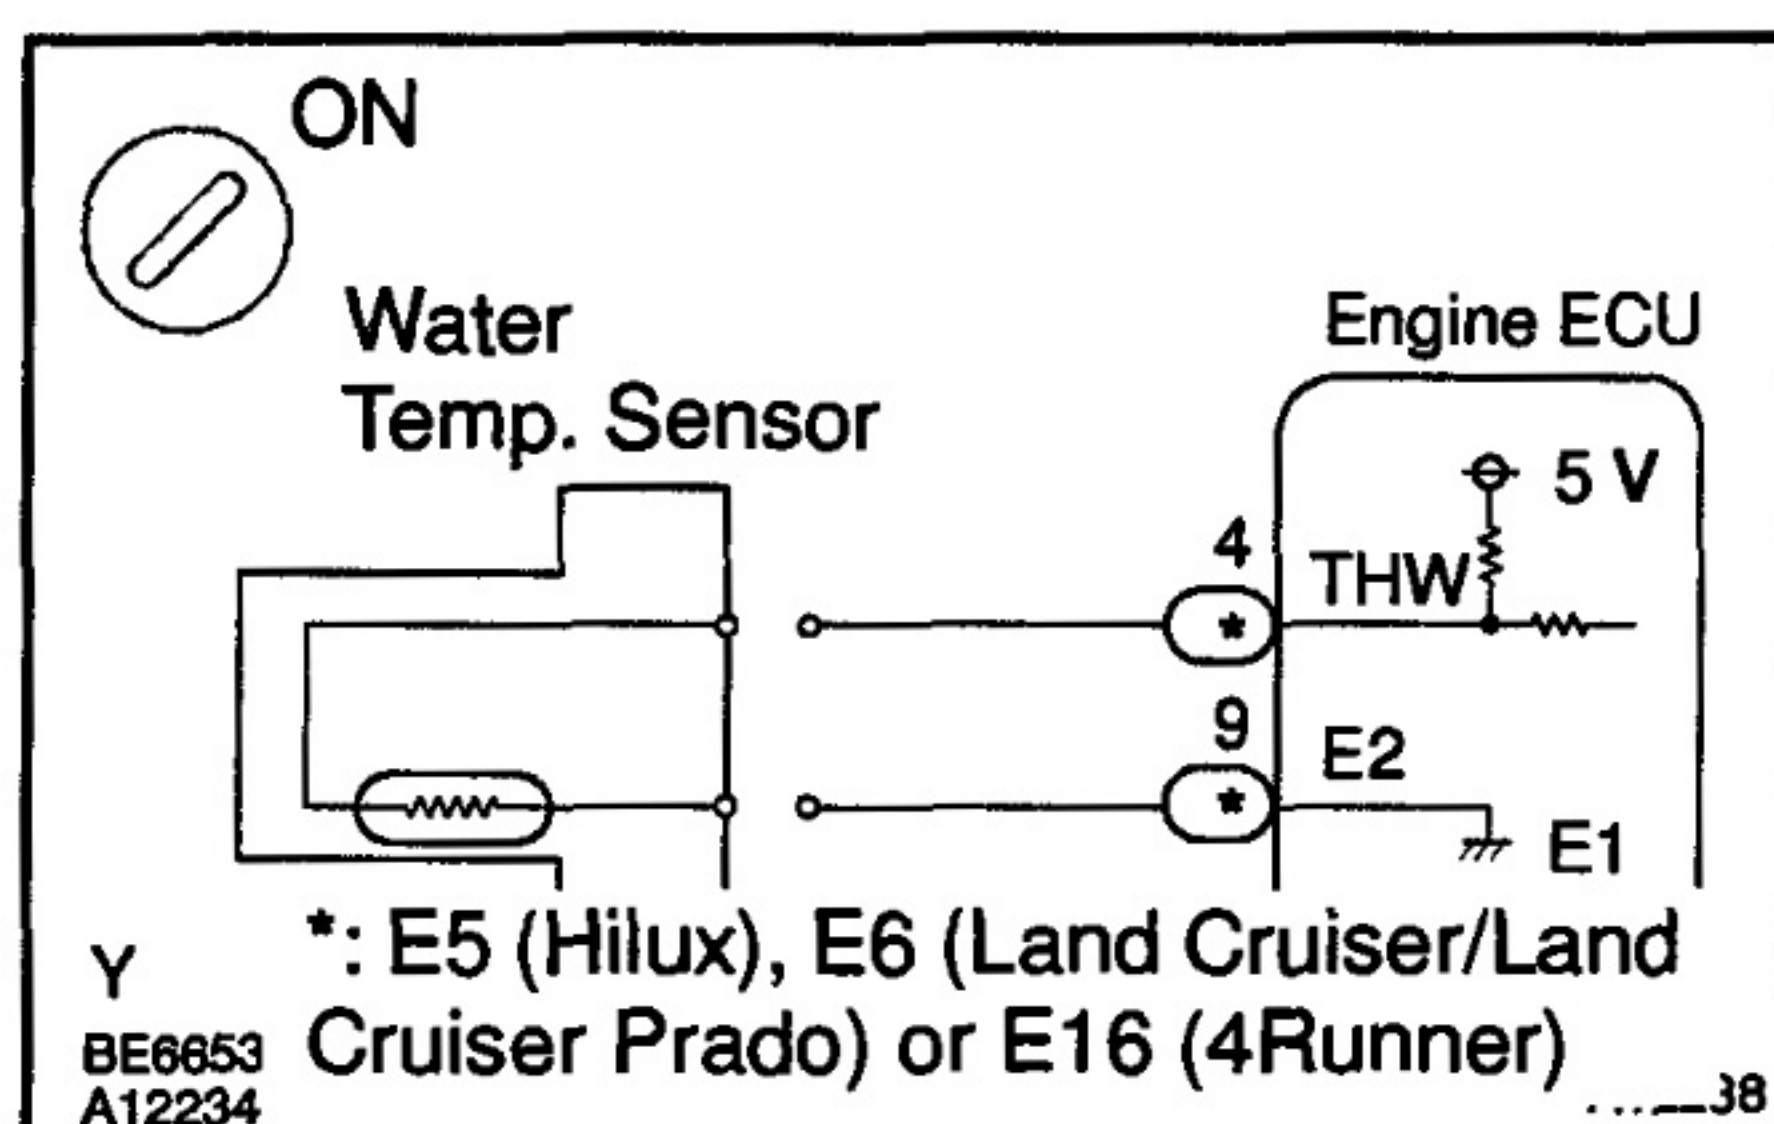 ON
Water
Temp. Sensor
Engine ECU
5 V
4
THW
*
9
E2
*
E1
*: E5 (Hilux), E6 (Land Cruiser/Land
Cruiser Prado) or E16 (4Runner)
Y
BE6653
A12234